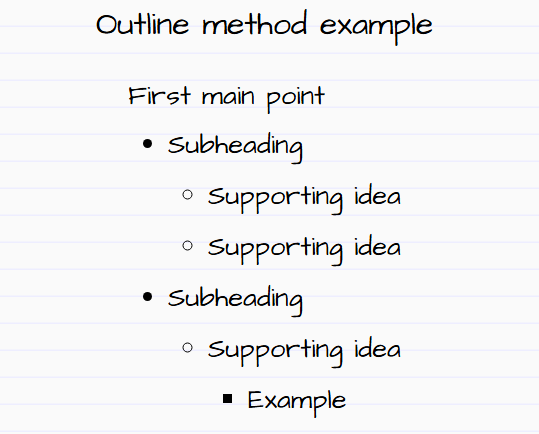 Outline method example
First main point
Subheading
Supporting idea
Supporting idea
Subheading
Supporting idea
Example